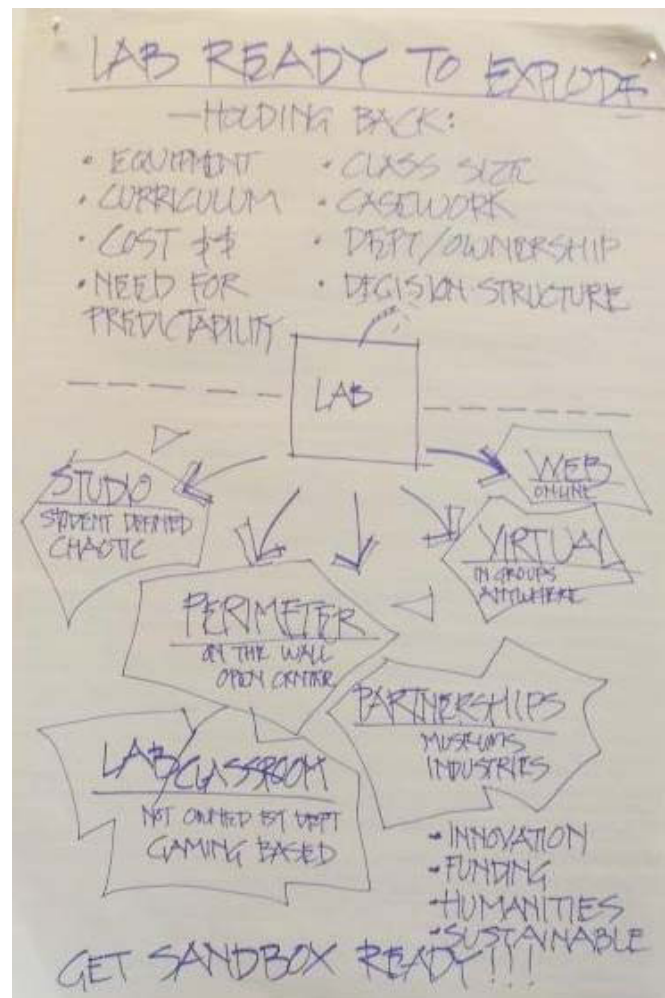 LAB READY TO EXPLODE
—HOLDING BACK:
• EQUIPMENT
• CURRICULUM
• COST $$
• NEED FOR
PREDICTABILITY
• CLASS SIZE
• CASEWORK
• DEPT/OWNERSHIP
• DECISION STRUCTURE
LAB
STUDIO
STUDENT DEFINED
CHAOTIC
WEB
ONLINE
VIRTUAL
IN GROUPS
ANYWHERE
PERIMETER
ON THE WALL
OPEN CENTER
PARTNERSHIPS
MUSEUMS
INDUSTRIES
LAB/CLASSROOM
NOT OWNED BY DEPT
GAMING BASED
• INNOVATION
• FUNDING
• HUMANITIES
• SUSTAINABLE
GET SANDBOX READY!!!